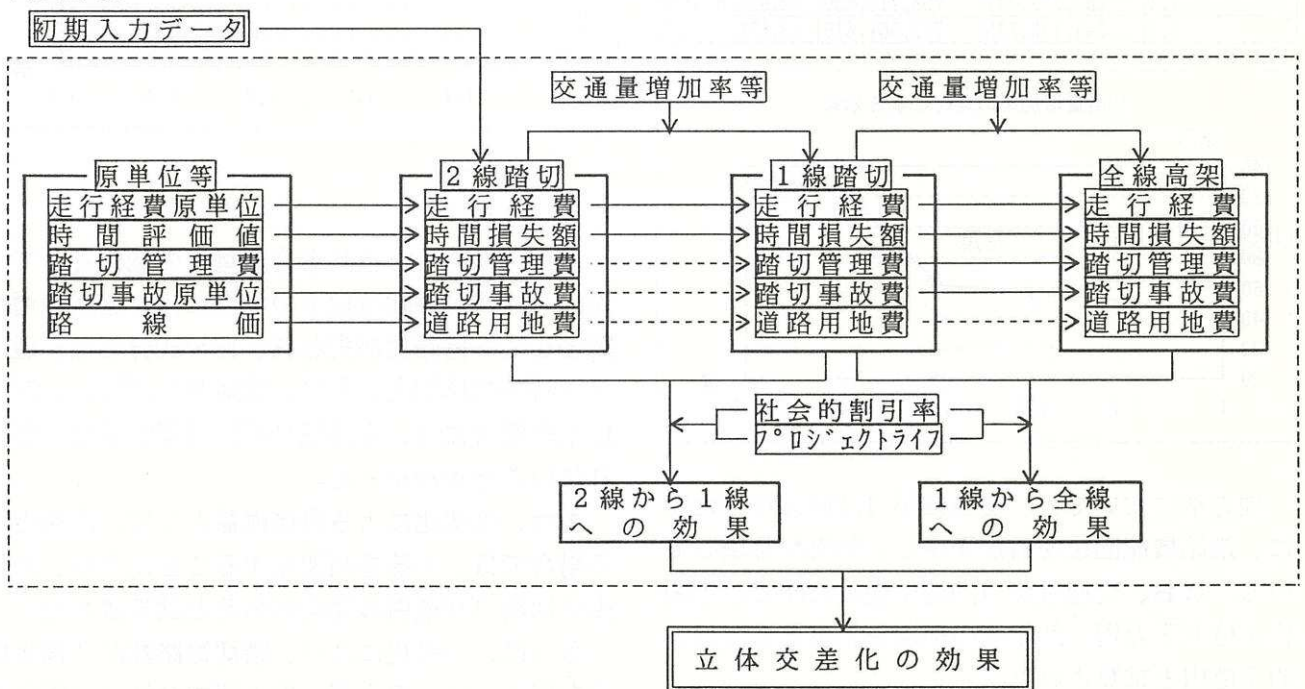 初期入力データ
交通量増加率等
交通量増加率等
原単位等
走行経費原単位
時間評価値
踏切管理費
踏切事故原単位
路線価
2線踏切
走行経費
時間損失額
踏切管理費
踏切事故費
道路用地費
1線踏切
走行経費
時間損失額
踏切管理費
踏切事故費
道路用地費
全線高架
走行経費
時間損失額
踏切管理費
踏切事故費
道路用地費
社会的割引率
プロジェクトライフ
2線から1線
への効果
1線から全線
への効果
立体交差化の効果